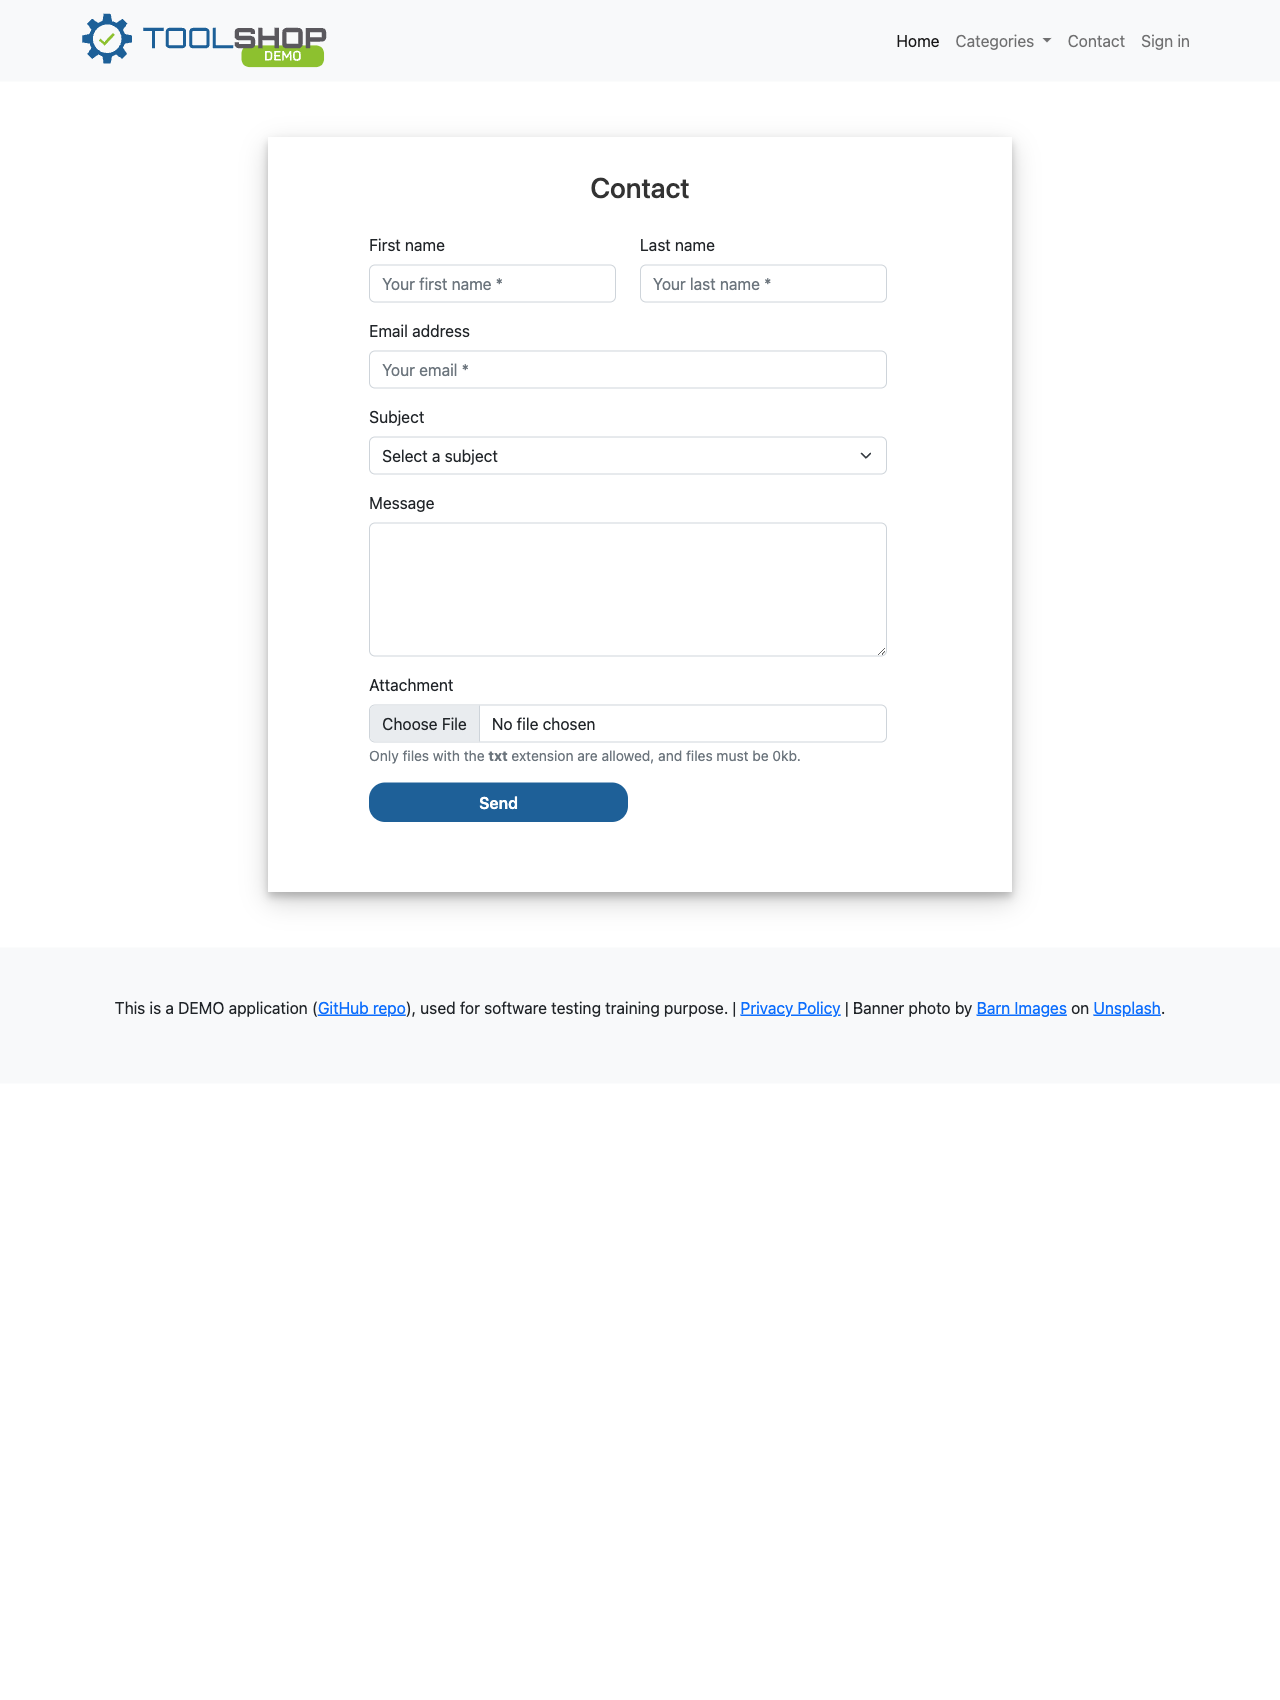 TOOLSHOP
DEMO
Home Categories Contact Sign in
Contact
First name Last name
Your first name * Your last name *
Email address
Your email *
Subject
Select a subject
Message
Attachment
Choose File No file chosen
Only files with the txt extension are allowed, and files must be 0kb.
Send
This is a DEMO application (GitHub repo), used for software testing training purpose. | Privacy Policy | Banner photo by Barn Images on Unsplash.